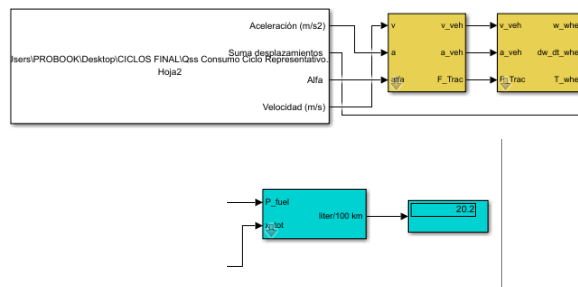 Aceleración (m/s2)
Suma desplazamientos
Isers\PROBOOK\Desktop\CICLOS FINAL\Qss Consumo Ciclo Representativo.
Hoja2
Alfa
Velocidad (m/s)
v
a
alfa
v_veh
a_veh
F_Trac
v_veh
a_veh
F_Trac
w_whe
dw_dt_whe
T_whe
P_fuel
x_tot
liter/100 km
20.2